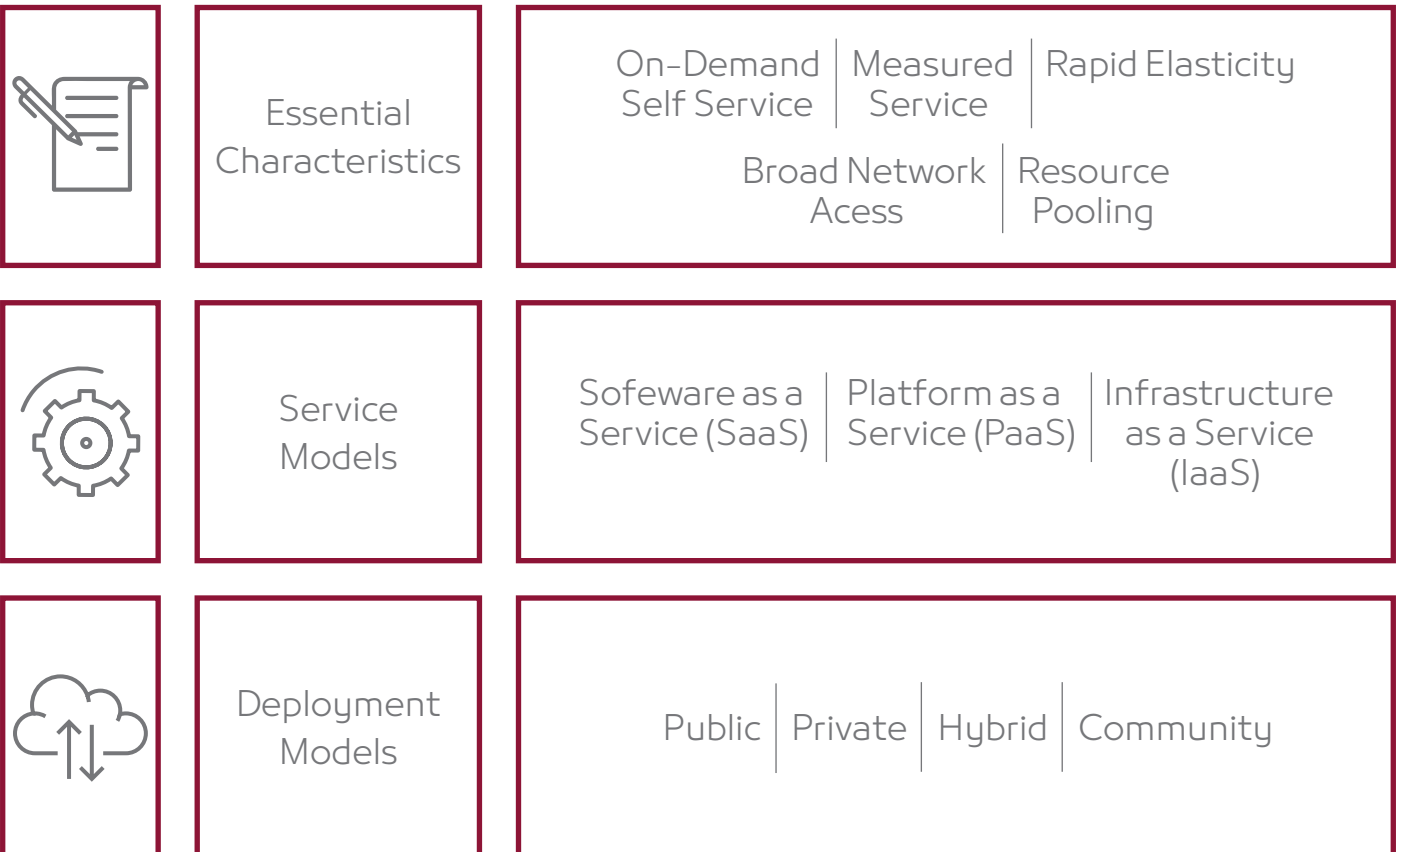 Essential
Characteristics
On-Demand
Self Service
Measured
Service
Rapid Elasticity
Broad Network
Acess
Resource
Pooling
Service
Models
Sofeware as a
Service (SaaS)
Platform as a
Service (PaaS)
Infrastructure
as a Service
(IaaS)
Deployment
Models
Public
Private
Hybrid
Community